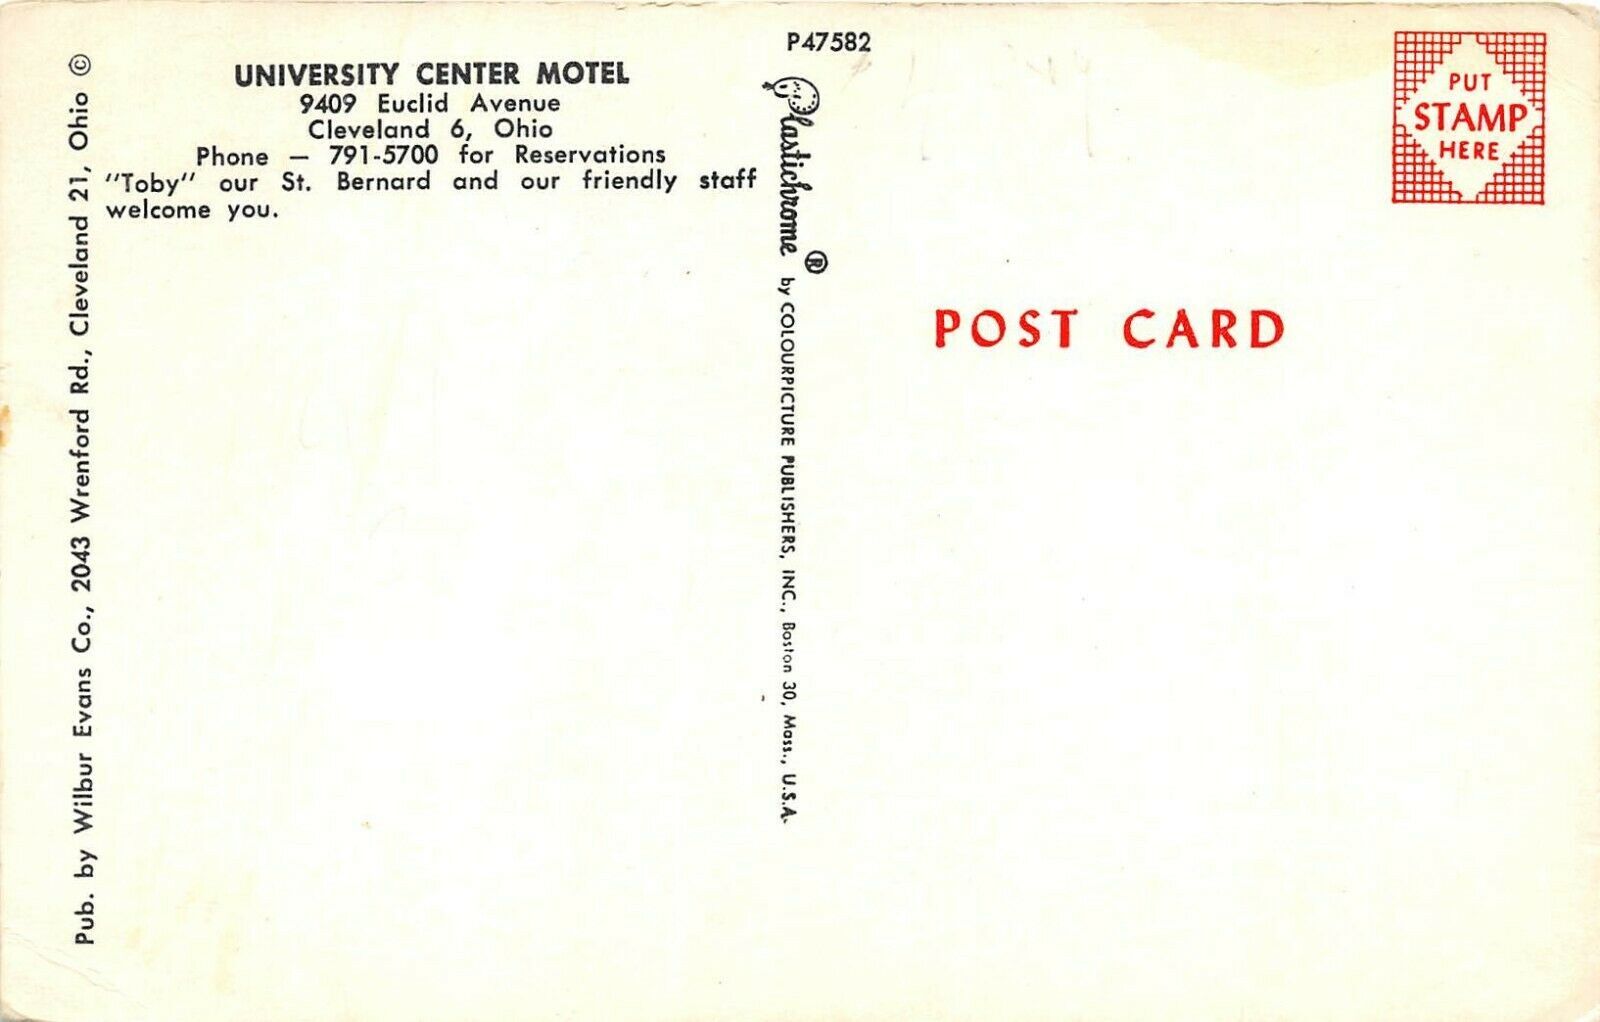 P47582
UNIVERSITY CENTER MOTEL
9409 Euclid Avenue
Cleveland 6, Ohio
Phone — 791-5700 for Reservations
"Toby" our St. Bernard and our friendly staff
welcome you.
Pub. by Wilbur Evans Co., 2043 Wrenford Rd., Cleveland 21, Ohio ©
Plastichrome ® by COLOURPICTURE PUBLISHERS, INC., Boston 30, Mass., U.S.A.
PUT
STAMP
HERE
POST CARD